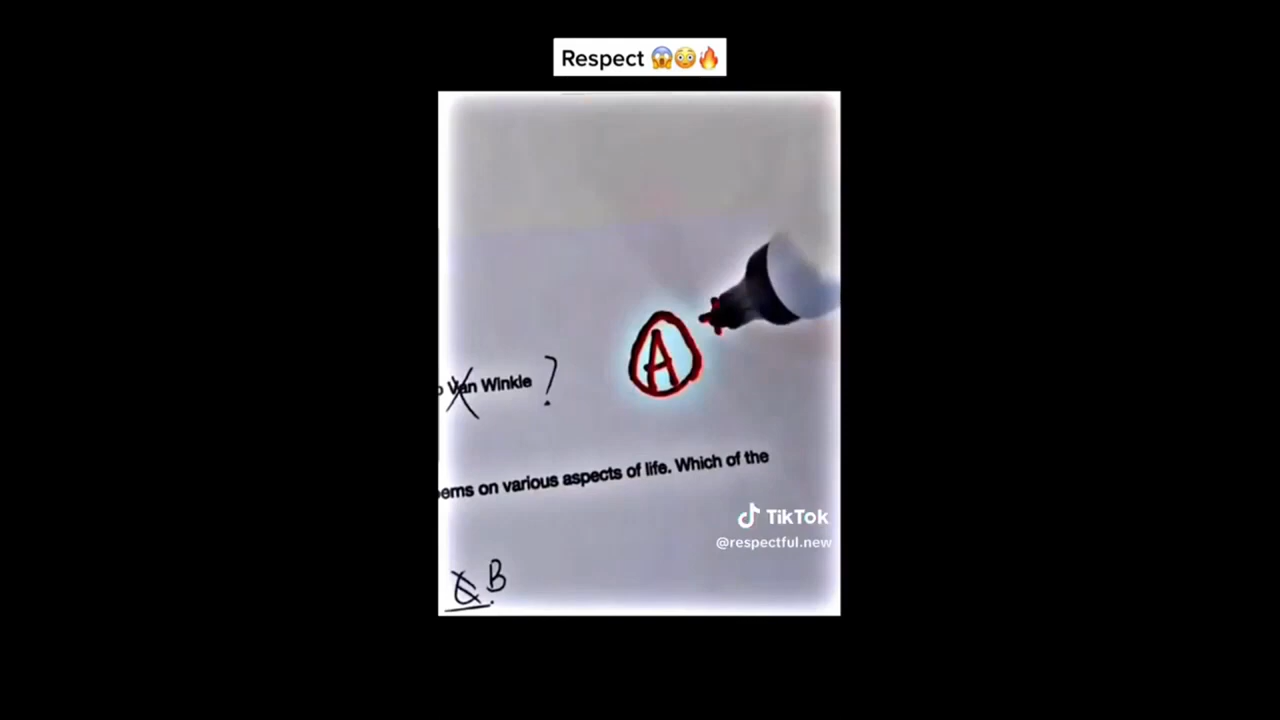 Respect 😱😳🔥
A
Van Winkle ?
ems on various aspects of life. Which of the
TikTok
@respectful.new
B